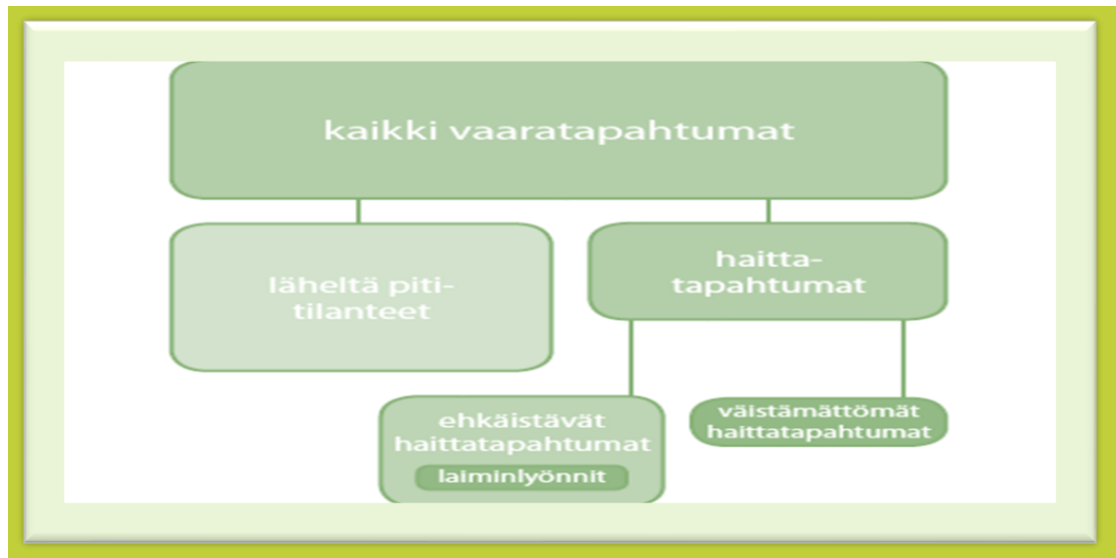 kaikki vaaratapahtumat
läheltä piti-
tilanteet
haitta-
tapahtumat
ehkäistävät
haittatapahtumat
laiminlyönnit
väistämättömät
haittatapahtumat